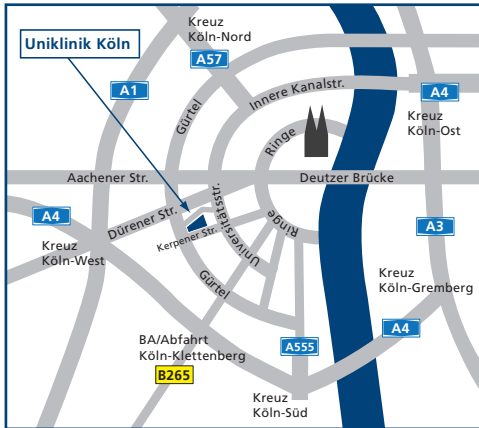 Kreuz
Köln-Nord
Uniklinik Köln
A57
A1
Gürtel
Innere Kanalstr.
A4
Kreuz
Köln-Ost
Ringe
Aachener Str.
Deutzer Brücke
A4
Dürener Str.
Kerpener Str.
Universitätsstr.
Ringe
A3
Kreuz
Köln-West
Gürtel
Kreuz
Köln-Gremberg
A4
BA/Abfahrt
Köln-Klettenberg
B265
A555
Kreuz
Köln-Süd